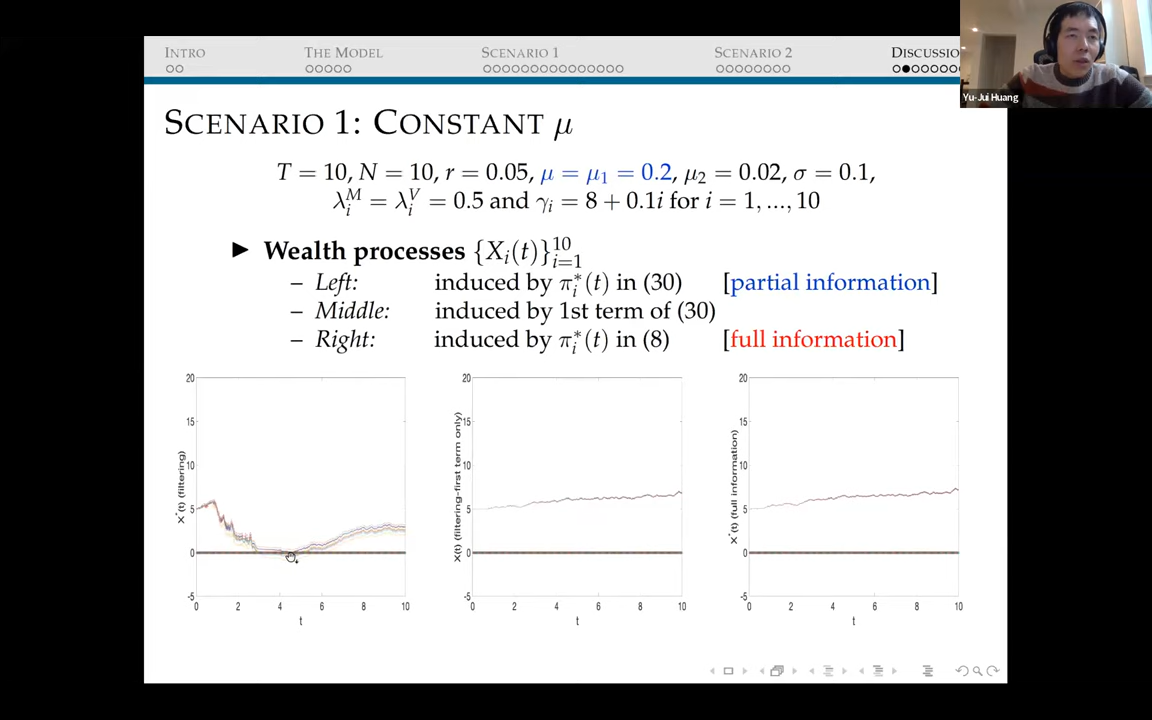 INTRO THE MODEL SCENARIO 1 SCENARIO 2 DISCUSSIO
Yu-Jui Huang
SCENARIO 1: CONSTANT μ
T = 10, N = 10, r = 0.05, μ = μ₁ = 0.2, μ₂ = 0.02, σ = 0.1,
λᵢᴹ = λᵢⱽ = 0.5 and γᵢ = 8 + 0.1i for i = 1, ..., 10
▶ Wealth processes {Xᵢ(t)}¹⁰ᵢ₌₁
– Left: induced by πᵢ*(t) in (30) [partial information]
– Middle: induced by 1st term of (30)
– Right: induced by πᵢ*(t) in (8) [full information]
X*(t) (filtering)
20
15
10
5
0
-5
0 2 4 6 8 10
t
X(t) (filtering-first term only)
20
15
10
5
0
-5
0 2 4 6 8 10
t
X*(t) (full information)
20
15
10
5
0
-5
0 2 4 6 8 10
t